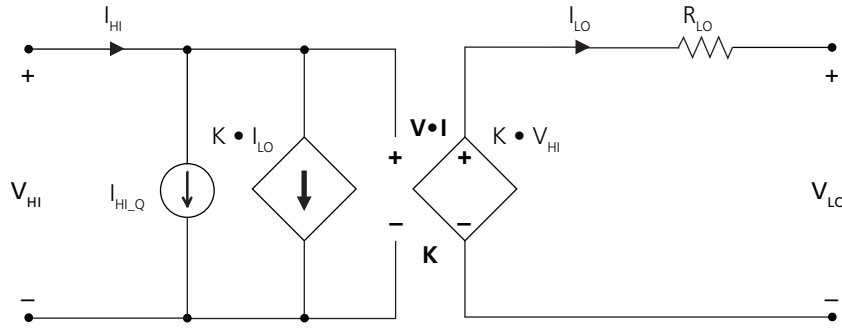 I_HI
I_LO
R_LO
+
+
K • I_LO
V•I
K • V_HI
+
+
V_HI
I_HI_Q
V_LO
–
–
K
–
–